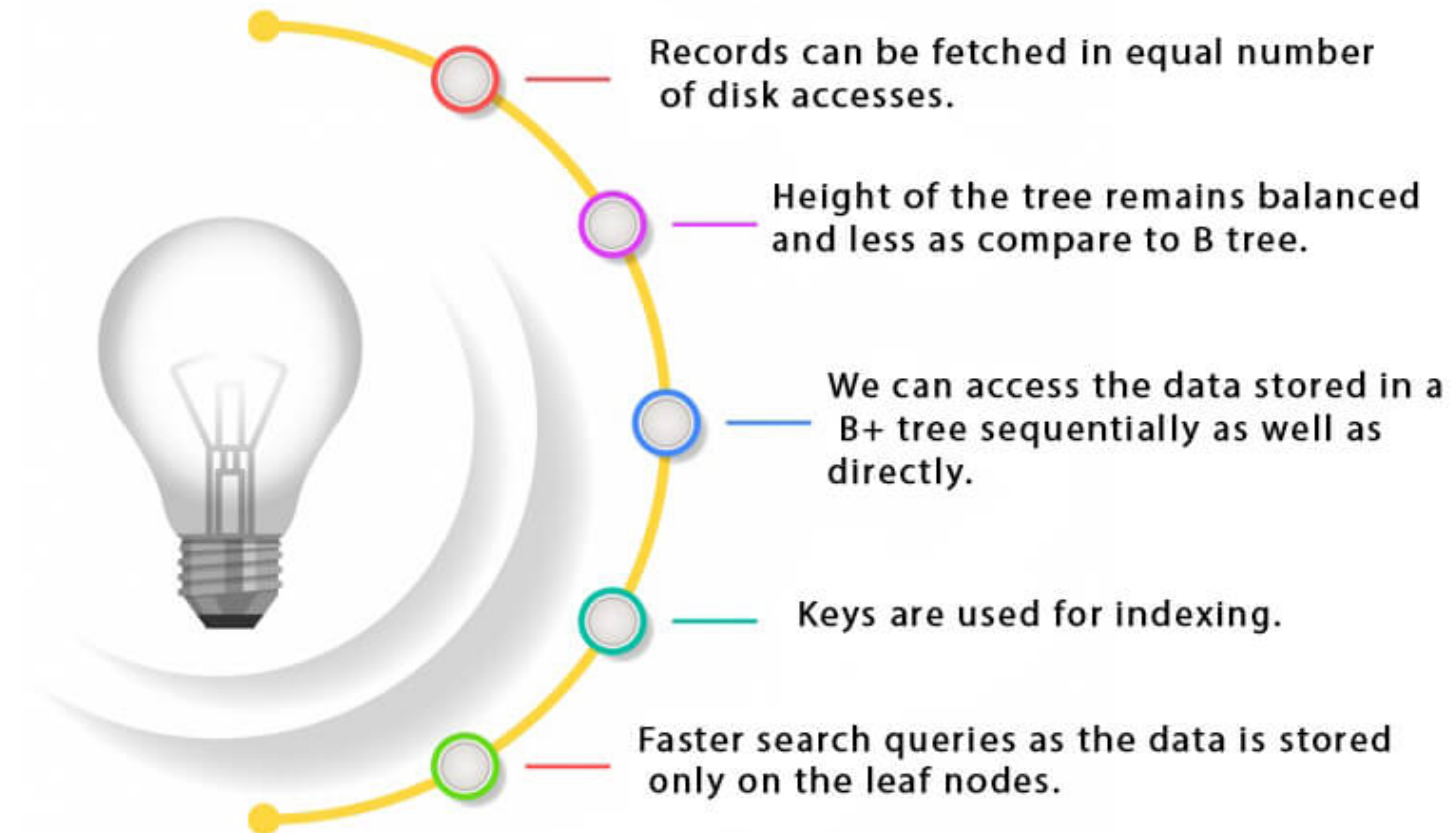 Records can be fetched in equal number
of disk accesses.
Height of the tree remains balanced
and less as compare to B tree.
We can access the data stored in a
B+ tree sequentially as well as
directly.
Keys are used for indexing.
Faster search queries as the data is stored
only on the leaf nodes.